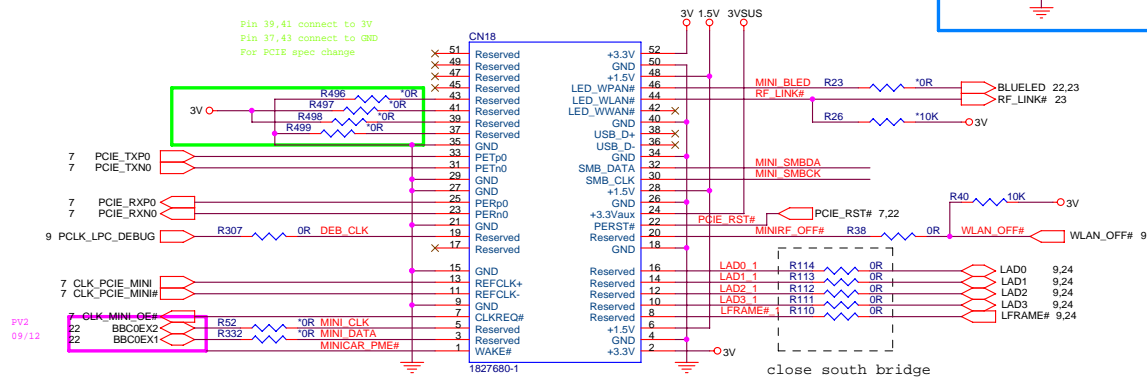 Pin 39,41 connect to 3V
Pin 37,43 connect to GND
For PCIE spec change
3V 1.5V 3VSUS
CN18
51 Reserved +3.3V 52
49 Reserved GND 50
47 Reserved +1.5V 48
45 Reserved LED_WPAN# 46 MINI_BLED R23 *0R BLUELED 22,23
R496 *0R 43 Reserved LED_WLAN# 44 RF_LINK# RF_LINK# 23
3V R497 *0R 41 Reserved LED_WWAN# 42
R498 *0R 39 Reserved GND 40 R26 *10K 3V
R499 *0R 37 Reserved USB_D+ 38
35 GND USB_D- 36
7 PCIE_TXP0 33 PETp0 GND 34
7 PCIE_TXN0 31 PETn0 SMB_DATA 32 MINI_SMBDA
29 GND SMB_CLK 30 MINI_SMBCK
27 GND +1.5V 28
7 PCIE_RXP0 25 PERp0 GND 26 R40 10K 3V
7 PCIE_RXN0 23 PERn0 +3.3Vaux 24
21 GND PERST# 22 PCIE_RST# PCIE_RST# 7,22
9 PCLK_LPC_DEBUG R307 0R DEB_CLK 19 Reserved Reserved 20 MINIRF_OFF# R38 0R WLAN_OFF# WLAN_OFF# 9
17 Reserved GND 18
15 GND Reserved 16 LAD0_1 R114 0R LAD0 9,24
7 CLK_PCIE_MINI 13 REFCLK+ Reserved 14 LAD1_1 R113 0R LAD1 9,24
7 CLK_PCIE_MINI# 11 REFCLK- Reserved 12 LAD2_1 R112 0R LAD2 9,24
9 GND Reserved 10 LAD3_1 R111 0R LAD3 9,24
7 CLK_MINI_OE# 7 CLKREQ# Reserved 8 LFRAME#_1 R110 0R LFRAME# 9,24
PV2
09/12
22 BBC0EX2 R52 *0R MINI_CLK 5 Reserved +1.5V 6
22 BBC0EX1 R332 *0R MINI_DATA 3 Reserved GND 4
MINICAR_PME# 1 WAKE# +3.3V 2 3V
1827680-1
close south bridge